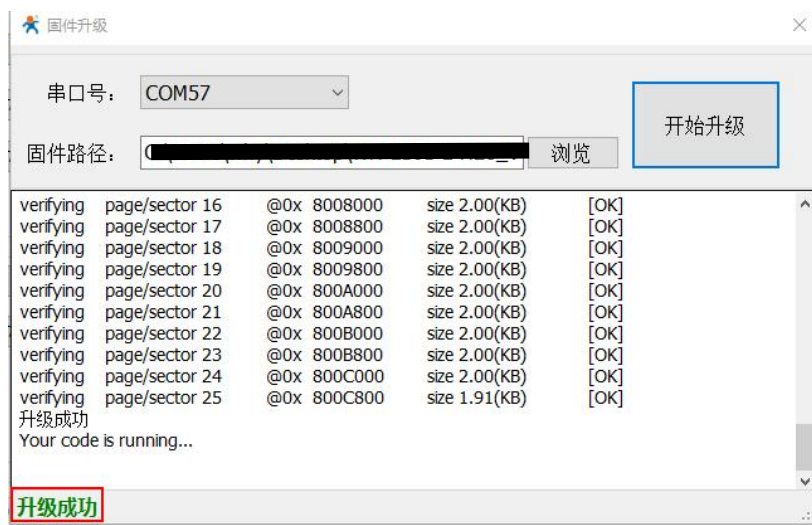 固件升级
串口号： COM57
开始升级
固件路径： 浏览
verifying page/sector 16 @0x 8008000 size 2.00(KB) [OK]
verifying page/sector 17 @0x 8008800 size 2.00(KB) [OK]
verifying page/sector 18 @0x 8009000 size 2.00(KB) [OK]
verifying page/sector 19 @0x 8009800 size 2.00(KB) [OK]
verifying page/sector 20 @0x 800A000 size 2.00(KB) [OK]
verifying page/sector 21 @0x 800A800 size 2.00(KB) [OK]
verifying page/sector 22 @0x 800B000 size 2.00(KB) [OK]
verifying page/sector 23 @0x 800B800 size 2.00(KB) [OK]
verifying page/sector 24 @0x 800C000 size 2.00(KB) [OK]
verifying page/sector 25 @0x 800C800 size 1.91(KB) [OK]
升级成功
Your code is running...
升级成功